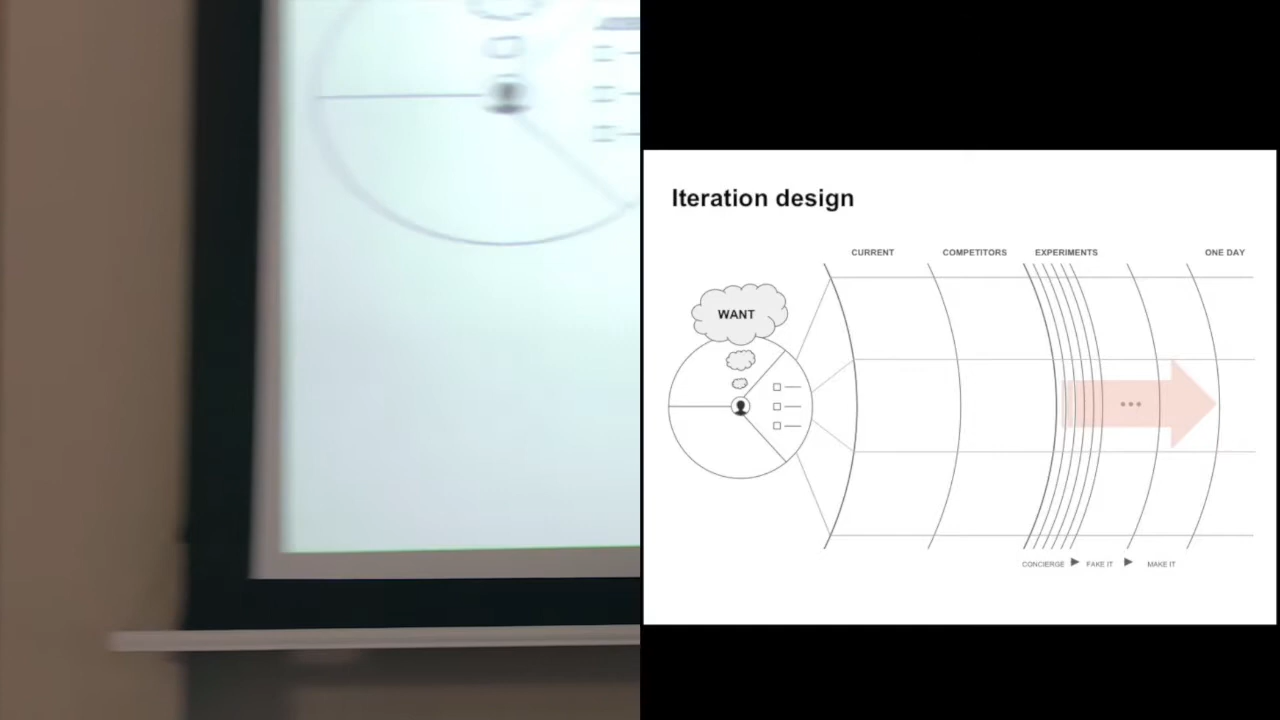 Iteration design
CURRENT COMPETITORS EXPERIMENTS ONE DAY
WANT
CONCIERGE FAKE IT MAKE IT